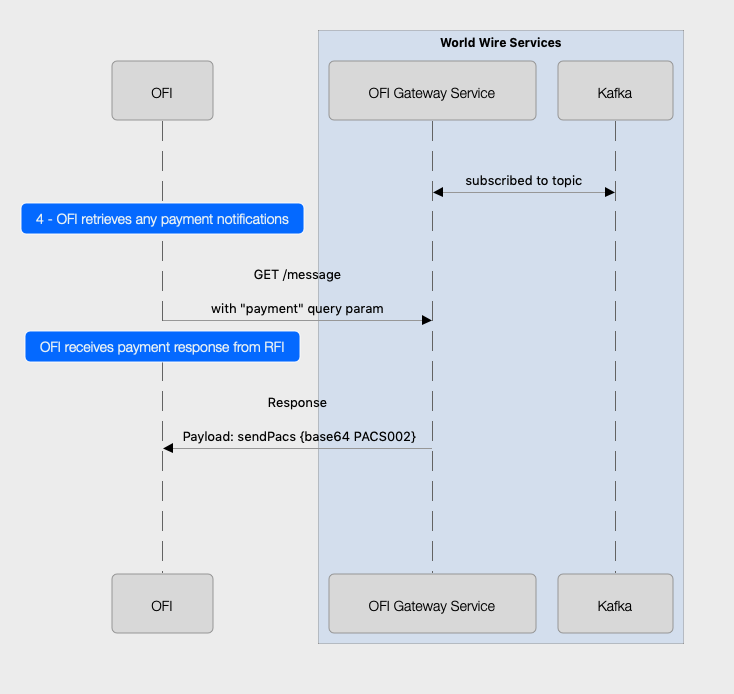 World Wire Services
OFI
OFI Gateway Service
Kafka
subscribed to topic
4 - OFI retrieves any payment notifications
GET /message
with "payment" query param
OFI receives payment response from RFI
Response
Payload: sendPacs {base64 PACS002}
OFI
OFI Gateway Service
Kafka